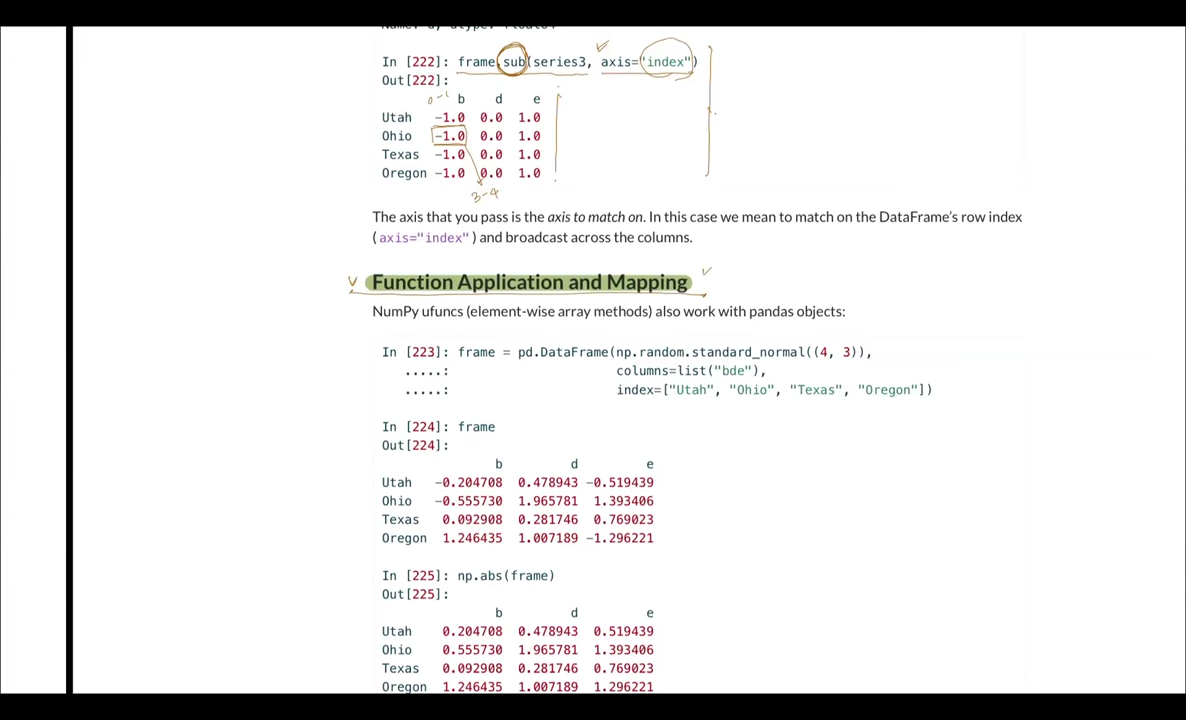 In [222]: frame.sub(series3, axis="index")
Out[222]:
0-1 b d e
Utah -1.0 0.0 1.0
Ohio -1.0 0.0 1.0
Texas -1.0 0.0 1.0
Oregon -1.0 0.0 1.0
3-4
The axis that you pass is the axis to match on. In this case we mean to match on the DataFrame's row index
(axis="index") and broadcast across the columns.
Function Application and Mapping
NumPy ufuncs (element-wise array methods) also work with pandas objects:
In [223]: frame = pd.DataFrame(np.random.standard_normal((4, 3)),
.....: columns=list("bde"),
.....: index=["Utah", "Ohio", "Texas", "Oregon"])
In [224]: frame
Out[224]:
b d e
Utah -0.204708 0.478943 -0.519439
Ohio -0.555730 1.965781 1.393406
Texas 0.092908 0.281746 0.769023
Oregon 1.246435 1.007189 -1.296221
In [225]: np.abs(frame)
Out[225]:
b d e
Utah 0.204708 0.478943 0.519439
Ohio 0.555730 1.965781 1.393406
Texas 0.092908 0.281746 0.769023
Oregon 1.246435 1.007189 1.296221